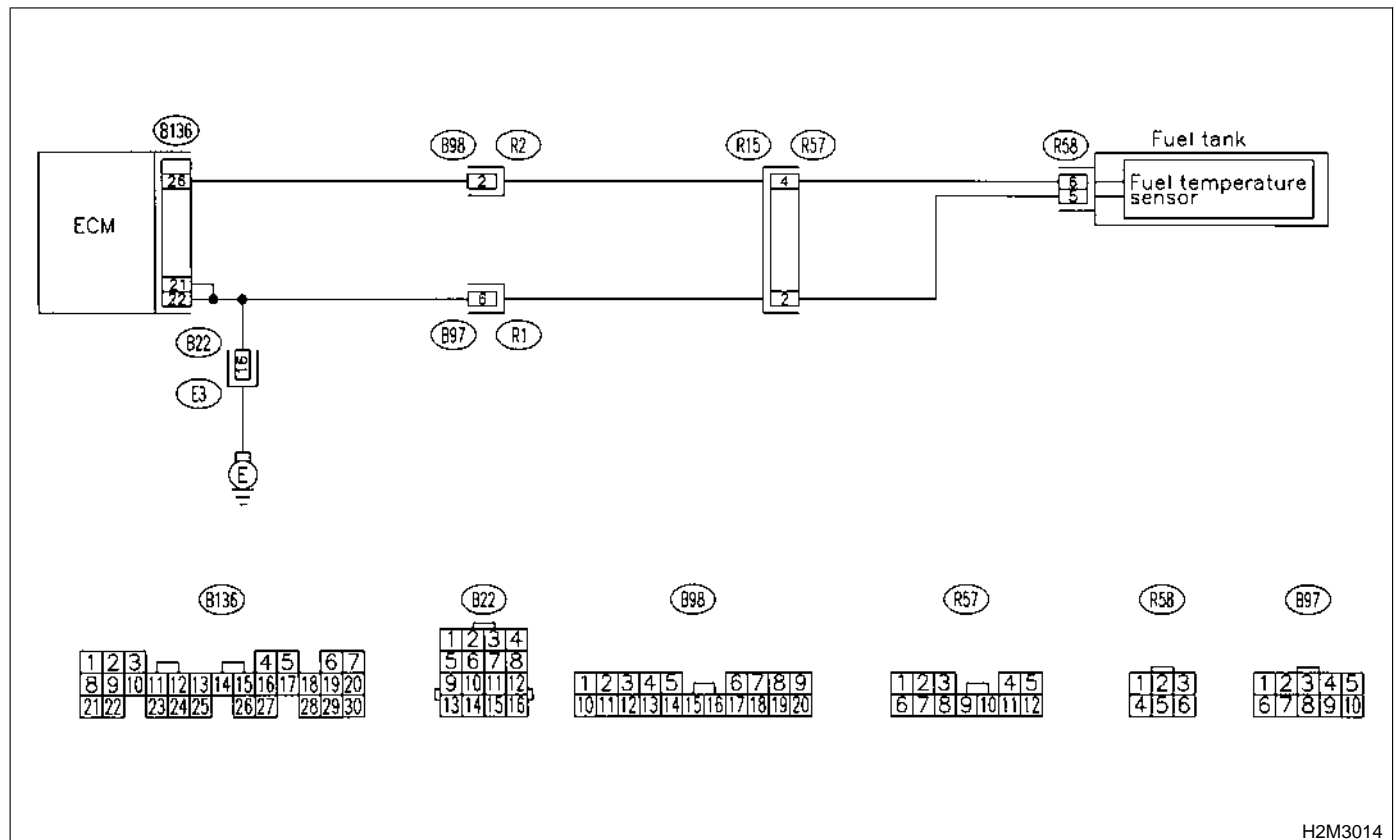 B136
B98 R2
R15 R57
R58
Fuel tank
26
2
4
6
5
Fuel temperature
sensor
ECM
21
22
6
2
B97 R1
B22
E3
E
B136
1 2 3 4 5 6 7
8 9 10 11 12 13 14 15 16 17 18 19 20
21 22 23 24 25 26 27 28 29 30
B22
1 2 3 4
5 6 7 8
9 10 11 12
13 14 15 16
B98
1 2 3 4 5 6 7 8 9
10 11 12 13 14 15 16 17 18 19 20
R57
1 2 3 4 5
6 7 8 9 10 11 12
R58
1 2 3
4 5 6
B97
1 2 3 4 5
6 7 8 9 10
H2M3014